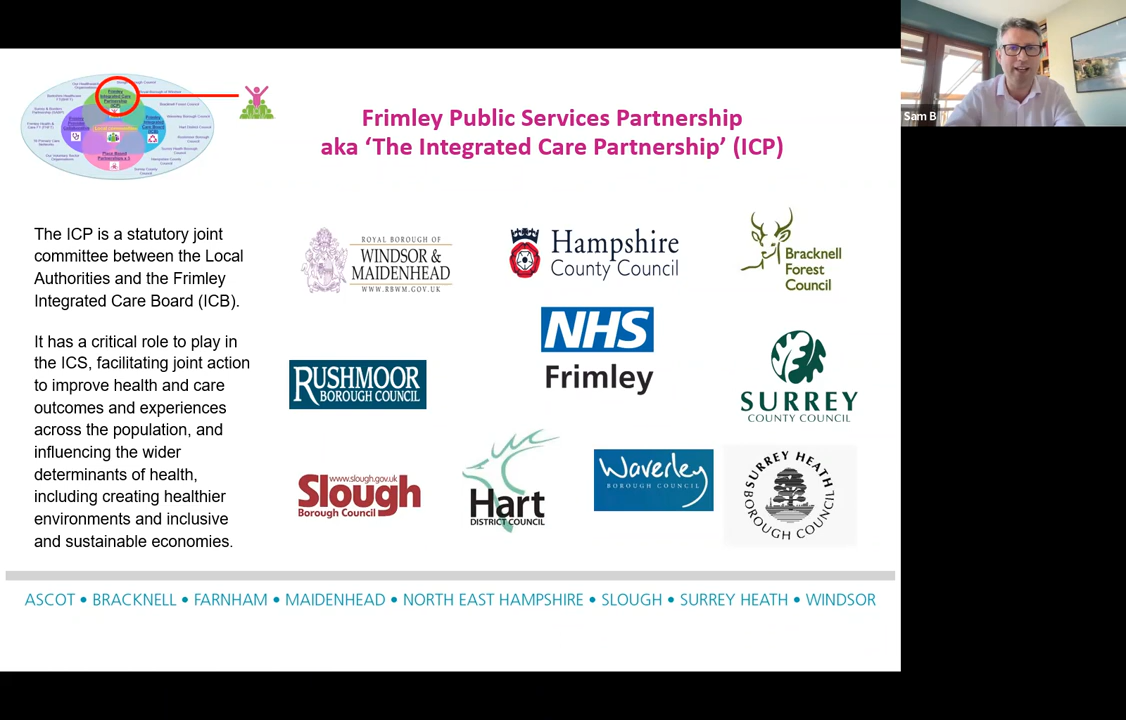 Frimley Public Services Partnership
aka ‘The Integrated Care Partnership’ (ICP)
The ICP is a statutory joint
committee between the Local
Authorities and the Frimley
Integrated Care Board (ICB).
It has a critical role to play in
the ICS, facilitating joint action
to improve health and care
outcomes and experiences
across the population, and
influencing the wider
determinants of health,
including creating healthier
environments and inclusive
and sustainable economies.
ROYAL BOROUGH OF
WINDSOR &
MAIDENHEAD
WWW.RBWM.GOV.UK
Hampshire
County Council
Bracknell
Forest
Council
NHS
Frimley
RUSHMOOR
BOROUGH COUNCIL
SURREY
COUNTY COUNCIL
www.slough.gov.uk
Slough
Borough Council
Hart
DISTRICT COUNCIL
Waverley
BOROUGH COUNCIL
SURREY HEATH
BOROUGH COUNCIL
ASCOT • BRACKNELL • FARNHAM • MAIDENHEAD • NORTH EAST HAMPSHIRE • SLOUGH • SURREY HEATH • WINDSOR
Sam B